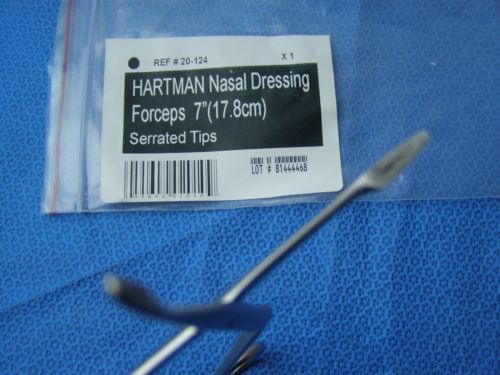 REF # 20-124 X 1
HARTMAN Nasal Dressing
Forceps 7"(17.8cm)
Serrated Tips
LOT # 81444468